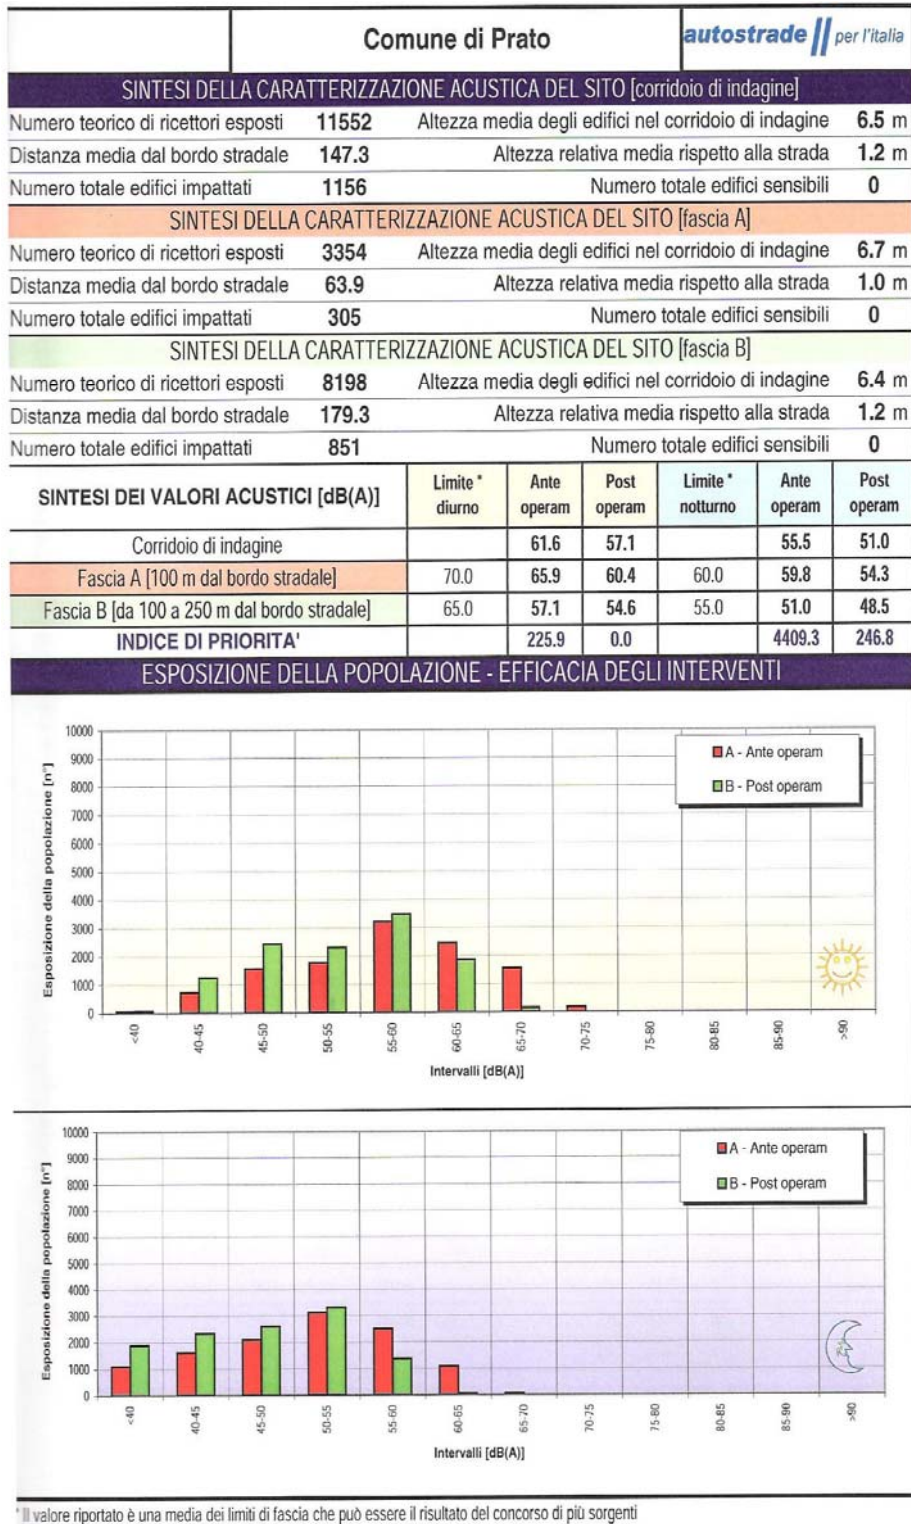 Comune di Prato
autostrade per l'italia
SINTESI DELLA CARATTERIZZAZIONE ACUSTICA DEL SITO [corridoio di indagine]
Numero teorico di ricettori esposti 11552 Altezza media degli edifici nel corridoio di indagine 6.5 m
Distanza media dal bordo stradale 147.3 Altezza relativa media rispetto alla strada 1.2 m
Numero totale edifici impattati 1156 Numero totale edifici sensibili 0
SINTESI DELLA CARATTERIZZAZIONE ACUSTICA DEL SITO [fascia A]
Numero teorico di ricettori esposti 3354 Altezza media degli edifici nel corridoio di indagine 6.7 m
Distanza media dal bordo stradale 63.9 Altezza relativa media rispetto alla strada 1.0 m
Numero totale edifici impattati 305 Numero totale edifici sensibili 0
SINTESI DELLA CARATTERIZZAZIONE ACUSTICA DEL SITO [fascia B]
Numero teorico di ricettori esposti 8198 Altezza media degli edifici nel corridoio di indagine 6.4 m
Distanza media dal bordo stradale 179.3 Altezza relativa media rispetto alla strada 1.2 m
Numero totale edifici impattati 851 Numero totale edifici sensibili 0
SINTESI DEI VALORI ACUSTICI [dB(A)] Limite * diurno Ante operam Post operam Limite * notturno Ante operam Post operam
Corridoio di indagine 61.6 57.1 55.5 51.0
Fascia A [100 m dal bordo stradale] 70.0 65.9 60.4 60.0 59.8 54.3
Fascia B [da 100 a 250 m dal bordo stradale] 65.0 57.1 54.6 55.0 51.0 48.5
INDICE DI PRIORITA' 225.9 0.0 4409.3 246.8
ESPOSIZIONE DELLA POPOLAZIONE - EFFICACIA DEGLI INTERVENTI
Esposizione della popolazione [n°]
10000
9000
8000
7000
6000
5000
4000
3000
2000
1000
0
A - Ante operam
B - Post operam
<40 40-45 45-50 50-55 55-60 60-65 65-70 70-75 75-80 80-85 85-90 >90
Intervalli [dB(A)]
Esposizione della popolazione [n°]
10000
9000
8000
7000
6000
5000
4000
3000
2000
1000
0
A - Ante operam
B - Post operam
<40 40-45 45-50 50-55 55-60 60-65 65-70 70-75 75-80 80-85 85-90 >90
Intervalli [dB(A)]
* Il valore riportato è una media dei limiti di fascia che può essere il risultato del concorso di più sorgenti